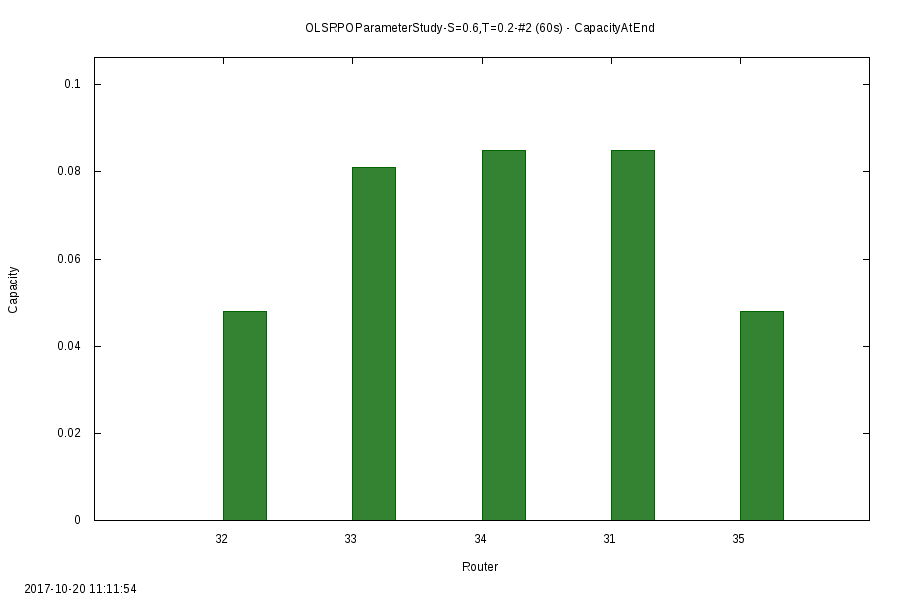 OLSRPOParameterStudy-S=0.6,T=0.2-#2 (60s) - CapacityAtEnd
0.1
0.08
0.06
0.04
0.02
0
Capacity
32 33 34 31 35
Router
2017-10-20 11:11:54